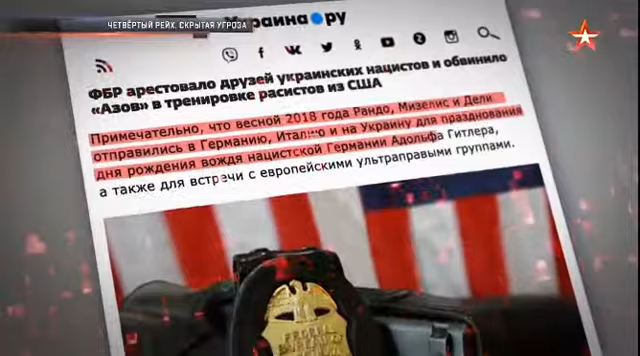 ЧЕТВЁРТЫЙ РЕЙХ. СКРЫТАЯ УГРОЗА
Украина.ру
ФБР арестовало друзей украинских нацистов и обвинило
«Азов» в тренировке расистов из США
Примечательно, что весной 2018 года Рандо, Мизелис и Дели
отправились в Германию, Италию и на Украину для празднования
дня рождения вождя нацистской Германии Адольфа Гитлера,
а также для встречи с европейскими ультраправыми группами.